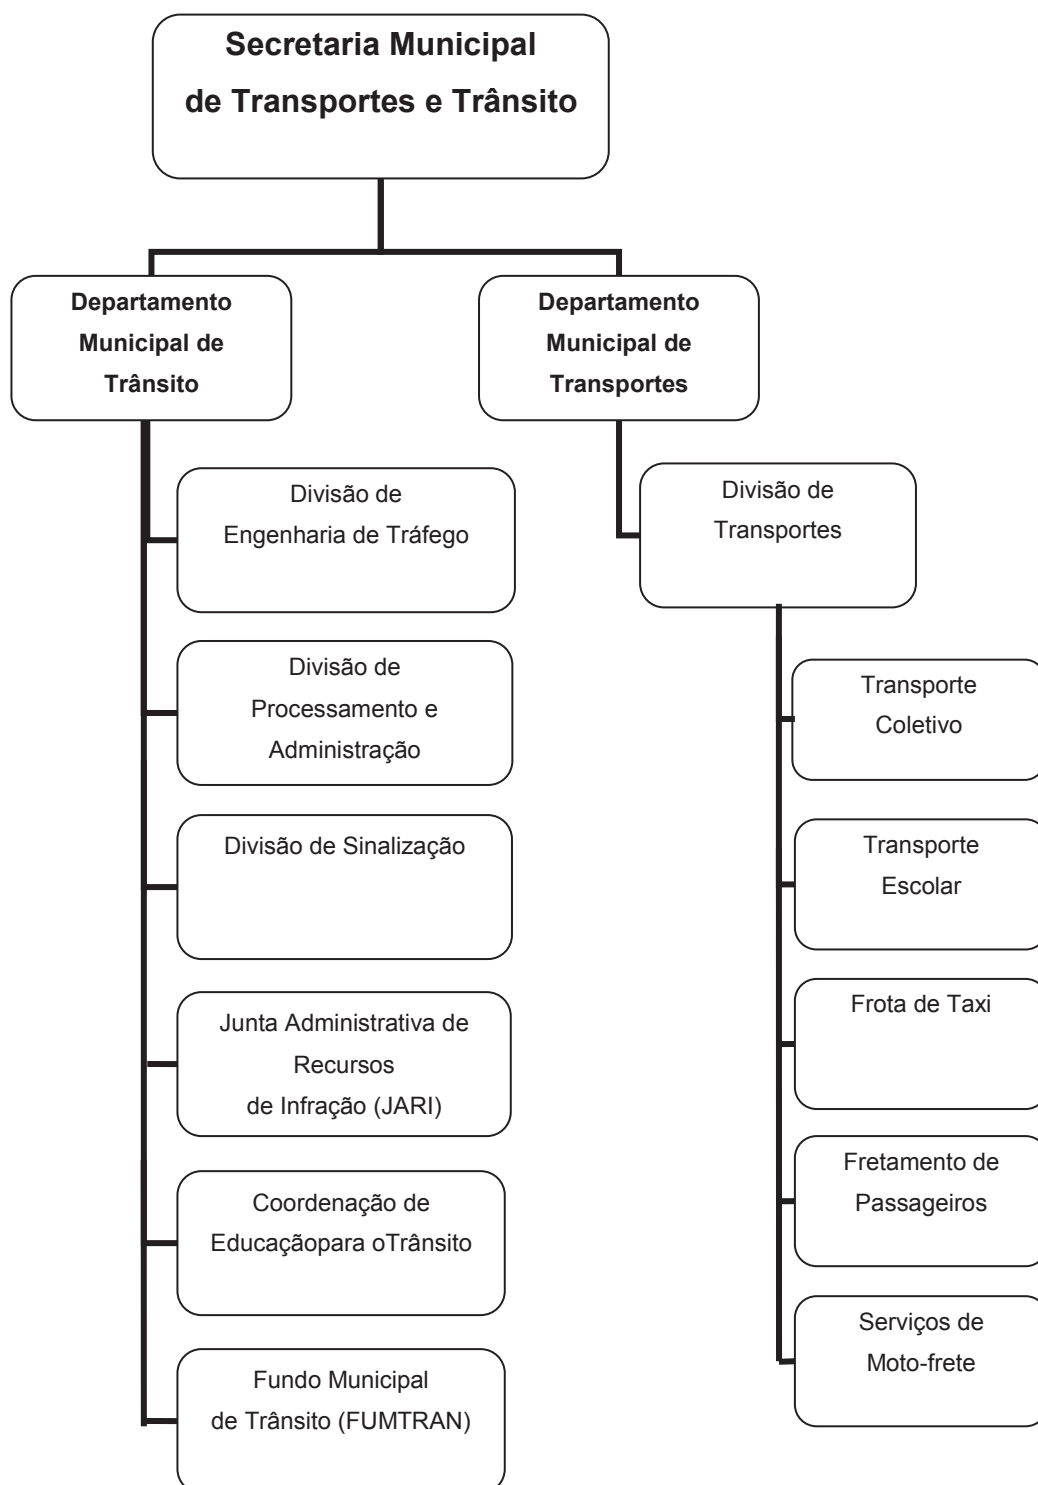 Secretaria Municipal
de Transportes e Trânsito
Departamento
Municipal de
Trânsito
Departamento
Municipal de
Transportes
Divisão de
Engenharia de Tráfego
Divisão de
Processamento e
Administração
Divisão de Sinalização
Junta Administrativa de
Recursos
de Infração (JARI)
Coordenação de
Educaçãopara oTrânsito
Fundo Municipal
de Trânsito (FUMTRAN)
Divisão de
Transportes
Transporte
Coletivo
Transporte
Escolar
Frota de Taxi
Fretamento de
Passageiros
Serviços de
Moto-frete